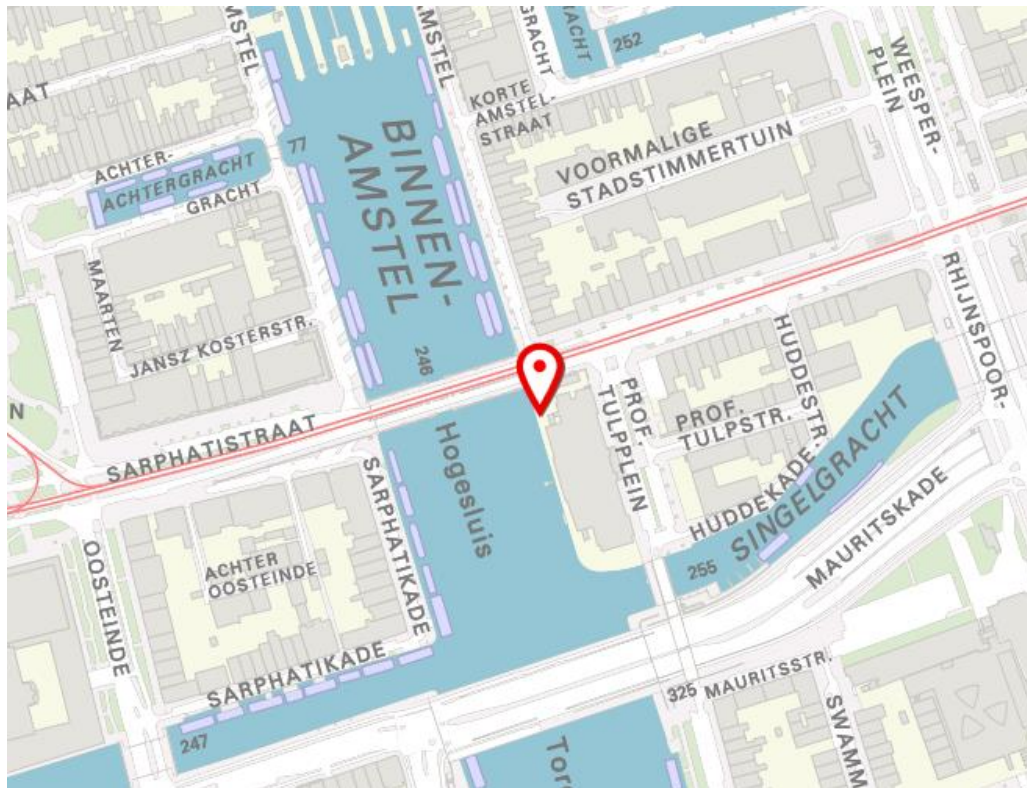 AMSTEL
AMSTEL
GRACHT
GRACHT
252
WEESPER-
PLEIN
AAT
KORTE
AMSTEL-
STRAAT
BINNEN-
AMSTEL
77
ACHTER-
ACHTERGRACHT
GRACHT
VOORMALIGE
STADSTIMMERTUIN
MAARTEN
JANSZ KOSTERSTR.
246
RHIJNSPOOR-
HUDDESTR.
PROF.
TULPPLEIN
PROF.
TULPSTR.
N
SARPHATISTRAAT
SARPHATIKADE
Hogesluis
HUDDEKADE
SINGELGRACHT
255
MAURITSKADE
OOSTEINDE
ACHTER
OOSTEINDE
SARPHATIKADE
247
325
MAURITSSTR.
SWAMM
Toro